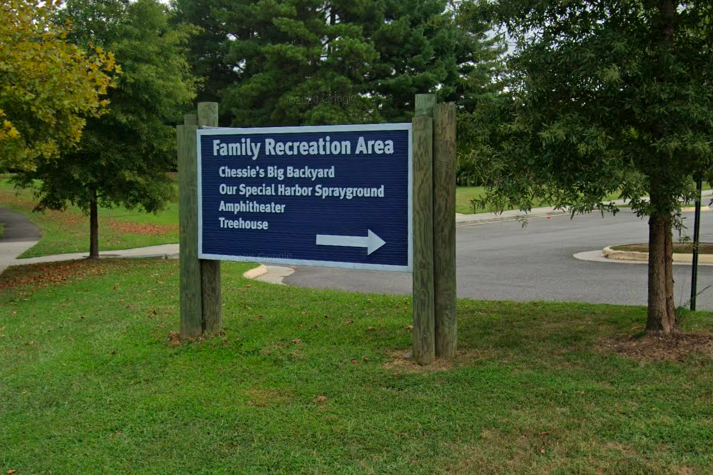 Family Recreation Area
Chessie's Big Backyard
Our Special Harbor Sprayground
Amphitheater
Treehouse